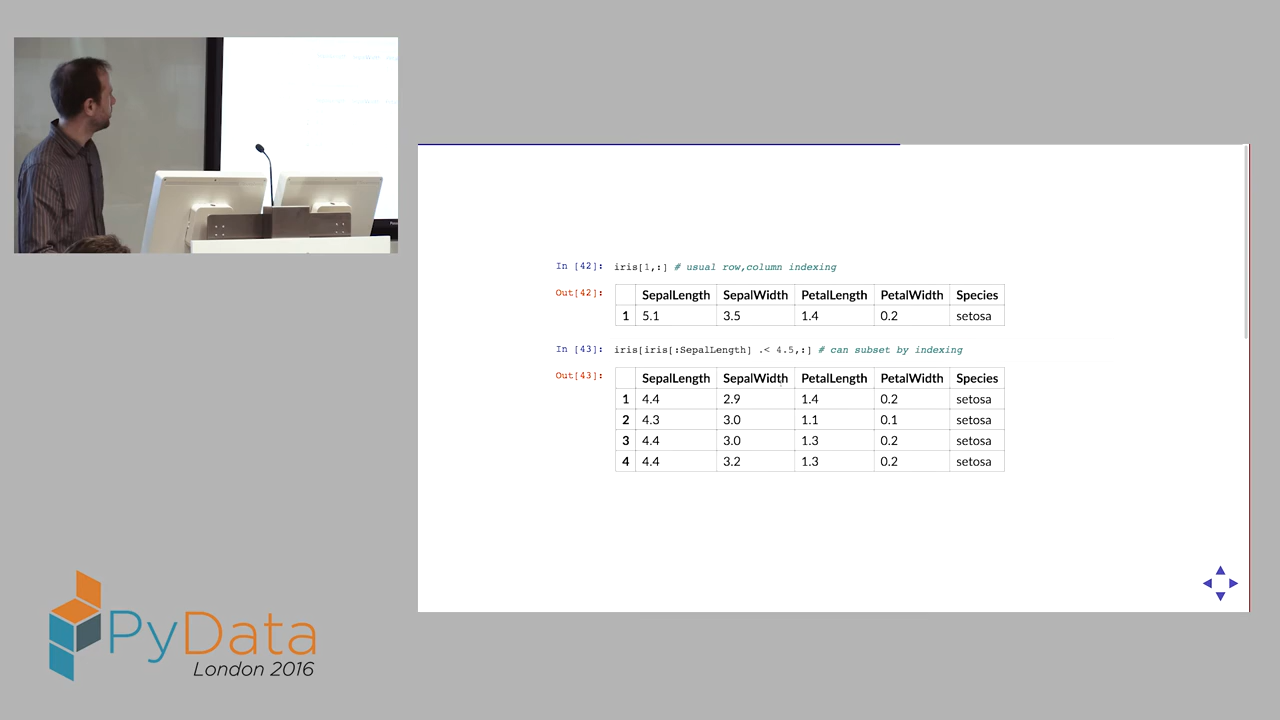 In [42]: iris[1,:] # usual row,column indexing
Out[42]:
SepalLength SepalWidth PetalLength PetalWidth Species
1 5.1 3.5 1.4 0.2 setosa
In [43]: iris[iris[:SepalLength] .< 4.5,:] # can subset by indexing
Out[43]:
SepalLength SepalWidth PetalLength PetalWidth Species
1 4.4 2.9 1.4 0.2 setosa
2 4.3 3.0 1.1 0.1 setosa
3 4.4 3.0 1.3 0.2 setosa
4 4.4 3.2 1.3 0.2 setosa
PyData
London 2016